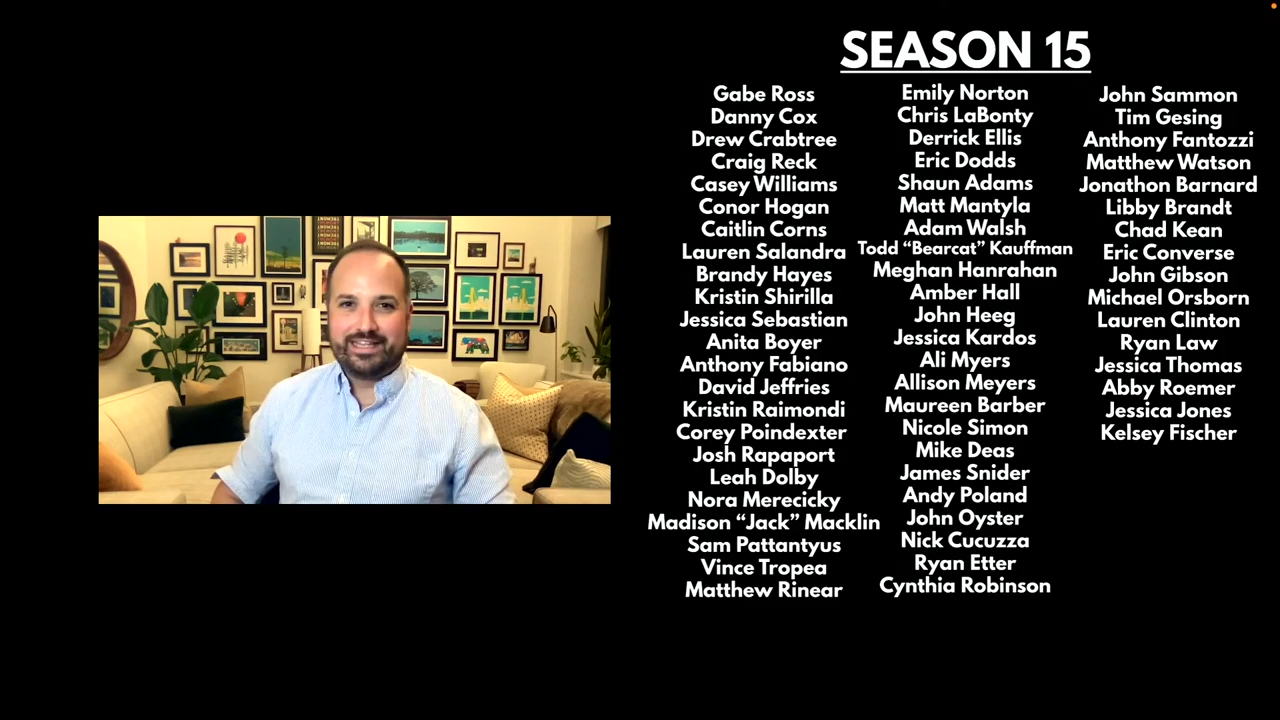 SEASON 15
Gabe Ross
Danny Cox
Drew Crabtree
Craig Reck
Casey Williams
Conor Hogan
Caitlin Corns
Lauren Salandra
Brandy Hayes
Kristin Shirilla
Jessica Sebastian
Anita Boyer
Anthony Fabiano
David Jeffries
Kristin Raimondi
Corey Poindexter
Josh Rapaport
Leah Dolby
Nora Merecicky
Madison “Jack” Macklin
Sam Pattantyus
Vince Tropea
Matthew Rinear
Emily Norton
Chris LaBonty
Derrick Ellis
Eric Dodds
Shaun Adams
Matt Mantyla
Adam Walsh
Todd “Bearcat” Kauffman
Meghan Hanrahan
Amber Hall
John Heeg
Jessica Kardos
Ali Myers
Allison Meyers
Maureen Barber
Nicole Simon
Mike Deas
James Snider
Andy Poland
John Oyster
Nick Cucuzza
Ryan Etter
Cynthia Robinson
John Sammon
Tim Gesing
Anthony Fantozzi
Matthew Watson
Jonathon Barnard
Libby Brandt
Chad Kean
Eric Converse
John Gibson
Michael Orsborn
Lauren Clinton
Ryan Law
Jessica Thomas
Abby Roemer
Jessica Jones
Kelsey Fischer